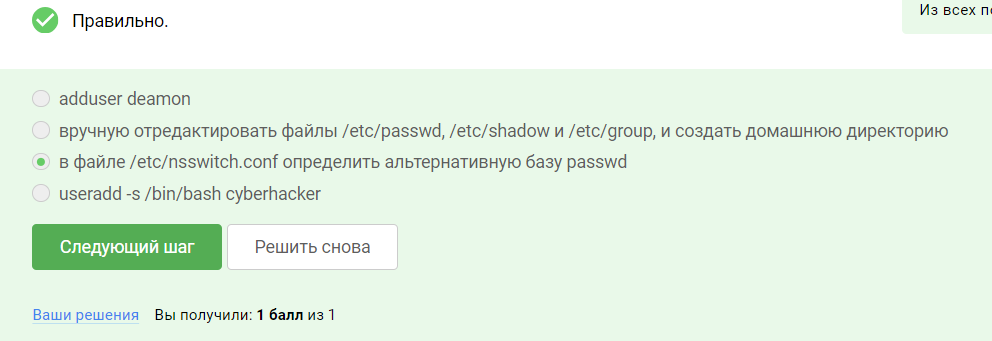 Правильно.
Из всех п
adduser deamon
вручную отредактировать файлы /etc/passwd, /etc/shadow и /etc/group, и создать домашнюю директорию
в файле /etc/nsswitch.conf определить альтернативную базу passwd
useradd -s /bin/bash cyberhacker
Следующий шаг Решить снова
Ваши решения Вы получили: 1 балл из 1